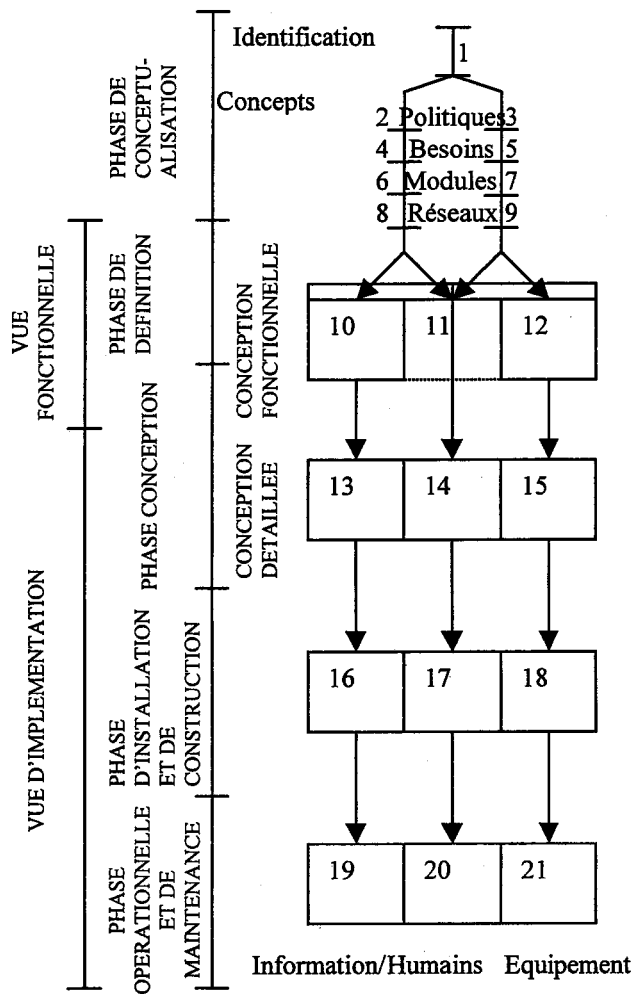 Identification
1
Concepts
2 Politiques 3
4 Besoins 5
6 Modules 7
8 Réseaux 9
PHASE DE
CONCEPTU-
ALISATION
VUE
FONCTIONNELLE
PHASE DE
DEFINITION
CONCEPTION
FONCTIONNELLE
10 11 12
PHASE CONCEPTION
CONCEPTION
DETAILLEE
13 14 15
VUE D'IMPLEMENTATION
PHASE
D'INSTALLATION
ET DE
CONSTRUCTION
16 17 18
PHASE
OPERATIONNELLE
ET DE
MAINTENANCE
19 20 21
Information/Humains Equipement